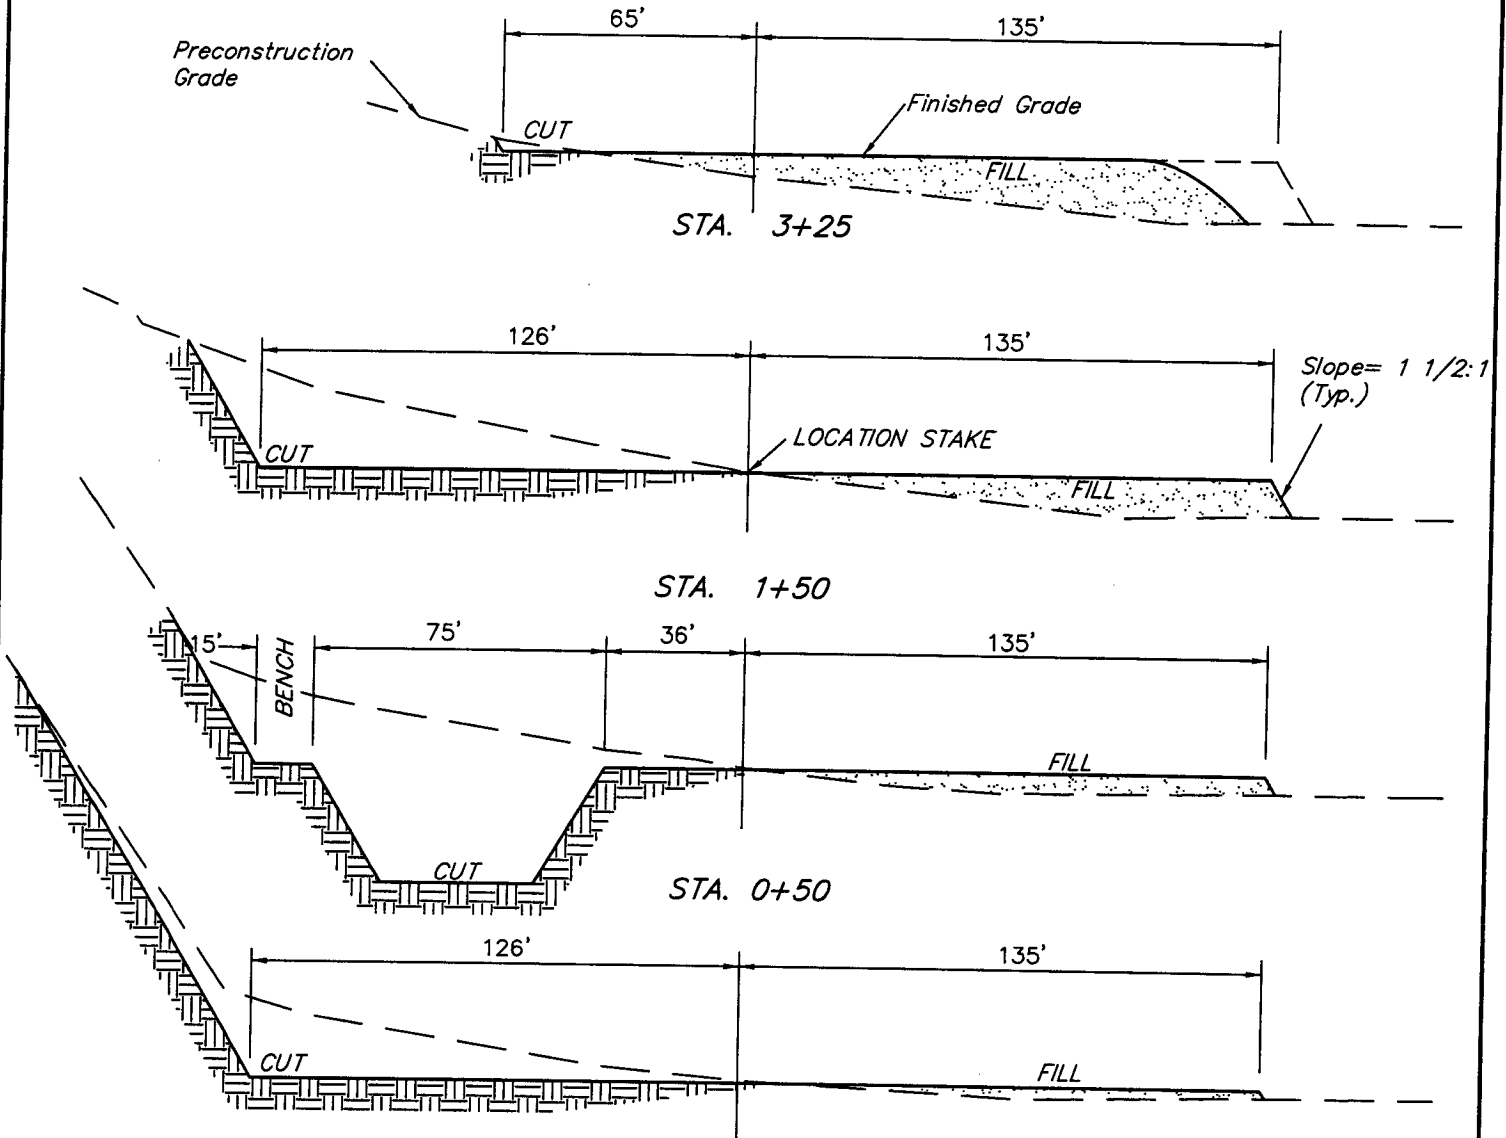 65'
135'
Preconstruction
Grade
CUT
Finished Grade
FILL
STA. 3+25
126'
135'
Slope= 1 1/2:1
(Typ.)
LOCATION STAKE
CUT
FILL
STA. 1+50
15'
BENCH
75'
36'
135'
FILL
CUT
STA. 0+50
126'
135'
CUT
FILL